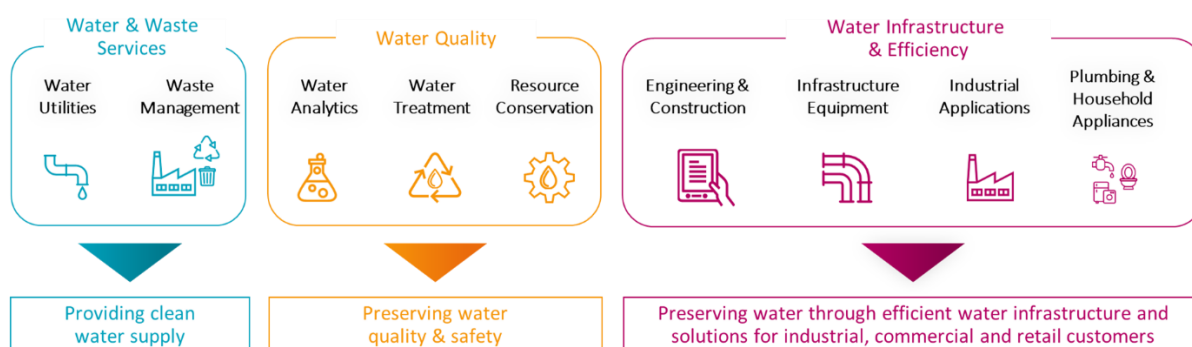 Water & Waste
Services
Water
Utilities
Waste
Management
Providing clean
water supply
Water Quality
Water
Analytics
Water
Treatment
Resource
Conservation
Preserving water
quality & safety
Water Infrastructure
& Efficiency
Engineering &
Construction
Infrastructure
Equipment
Industrial
Applications
Plumbing &
Household
Appliances
Preserving water through efficient water infrastructure and
solutions for industrial, commercial and retail customers